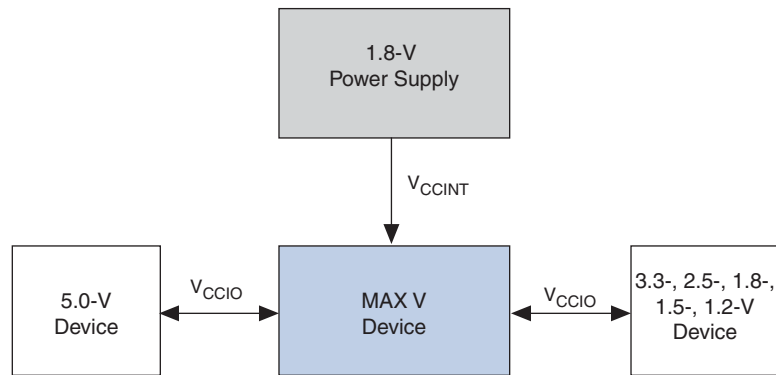 1.8-V
Power Supply
VCCINT
5.0-V
Device
VCCIO
MAX V
Device
VCCIO
3.3-, 2.5-, 1.8-,
1.5-, 1.2-V
Device